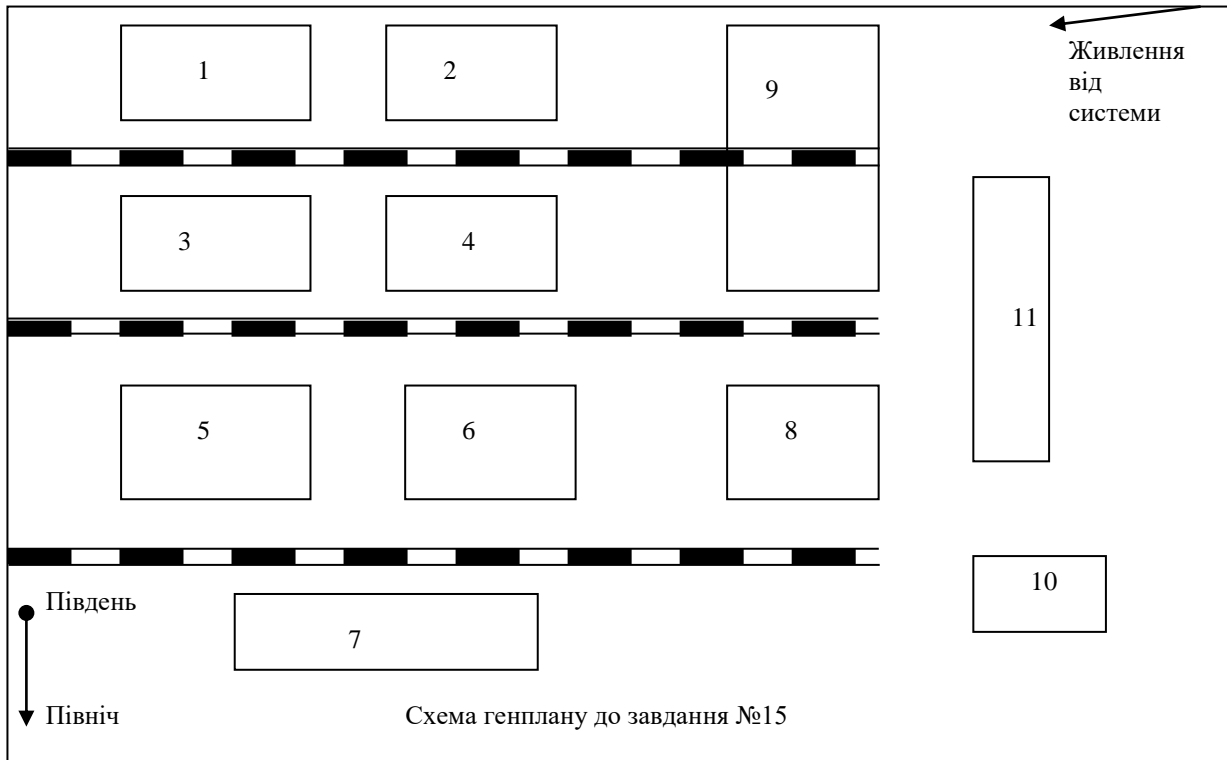 1
2
9
Живлення
від
системи
3
4
11
5
6
8
10
Південь
7
Північ
Схема генплану до завдання №15